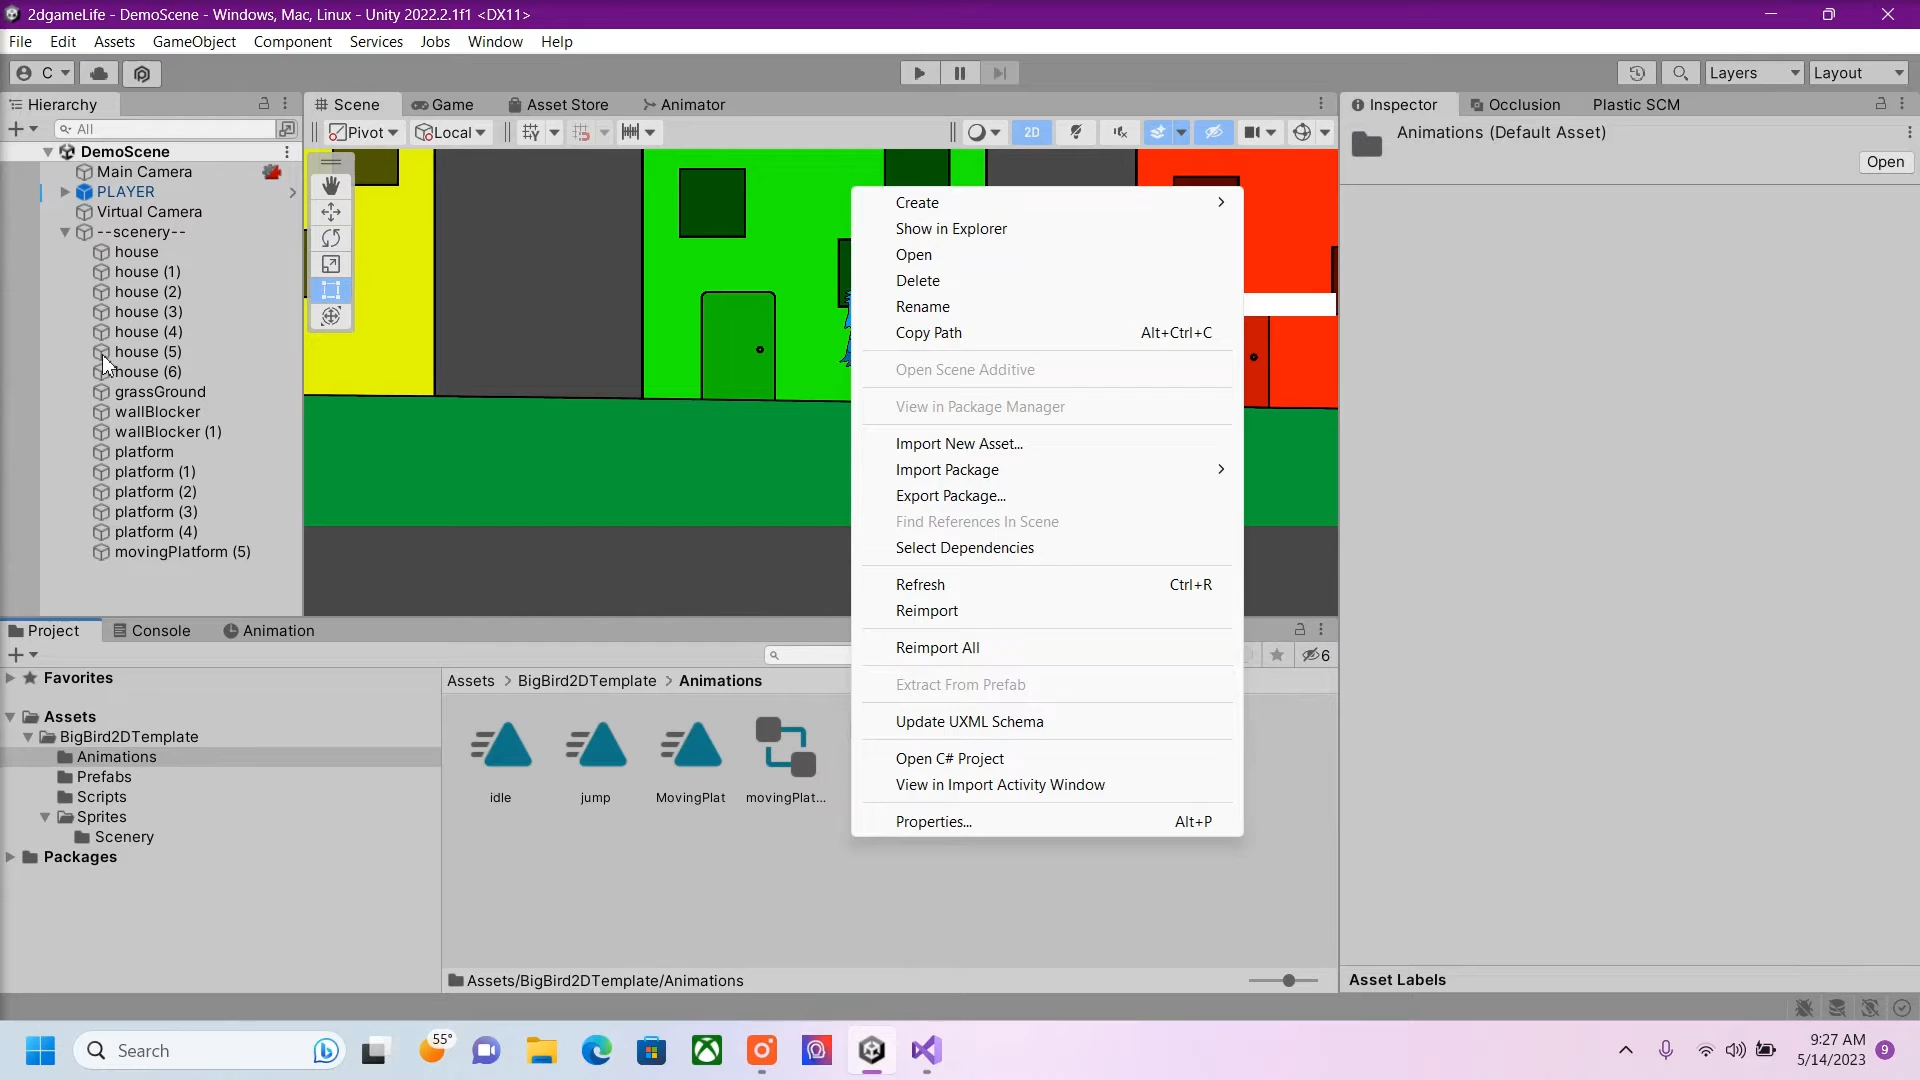 2dgameLife - DemoScene - Windows, Mac, Linux - Unity 2022.2.1f1 <DX11>
File Edit Assets GameObject Component Services Jobs Window Help
C Layers Layout
Hierarchy
All
DemoScene
Main Camera
PLAYER
Virtual Camera
--scenery--
house
house (1)
house (2)
house (3)
house (4)
house (5)
house (6)
grassGround
wallBlocker
wallBlocker (1)
platform
platform (1)
platform (2)
platform (3)
platform (4)
movingPlatform (5)
Scene Game Asset Store Animator
Pivot Local 2D
Create
Show in Explorer
Open
Delete
Rename
Copy Path Alt+Ctrl+C
Open Scene Additive
View in Package Manager
Import New Asset...
Import Package
Export Package...
Find References In Scene
Select Dependencies
Refresh Ctrl+R
Reimport
Reimport All
Extract From Prefab
Update UXML Schema
Open C# Project
View in Import Activity Window
Properties... Alt+P
Inspector Occlusion Plastic SCM
Animations (Default Asset)
Open
Asset Labels
Project Console Animation
6
Favorites
Assets
BigBird2DTemplate
Animations
Prefabs
Scripts
Sprites
Scenery
Packages
Assets > BigBird2DTemplate > Animations
idle jump MovingPlat movingPlat...
Assets/BigBird2DTemplate/Animations
Search
55°
9:27 AM
5/14/2023
9